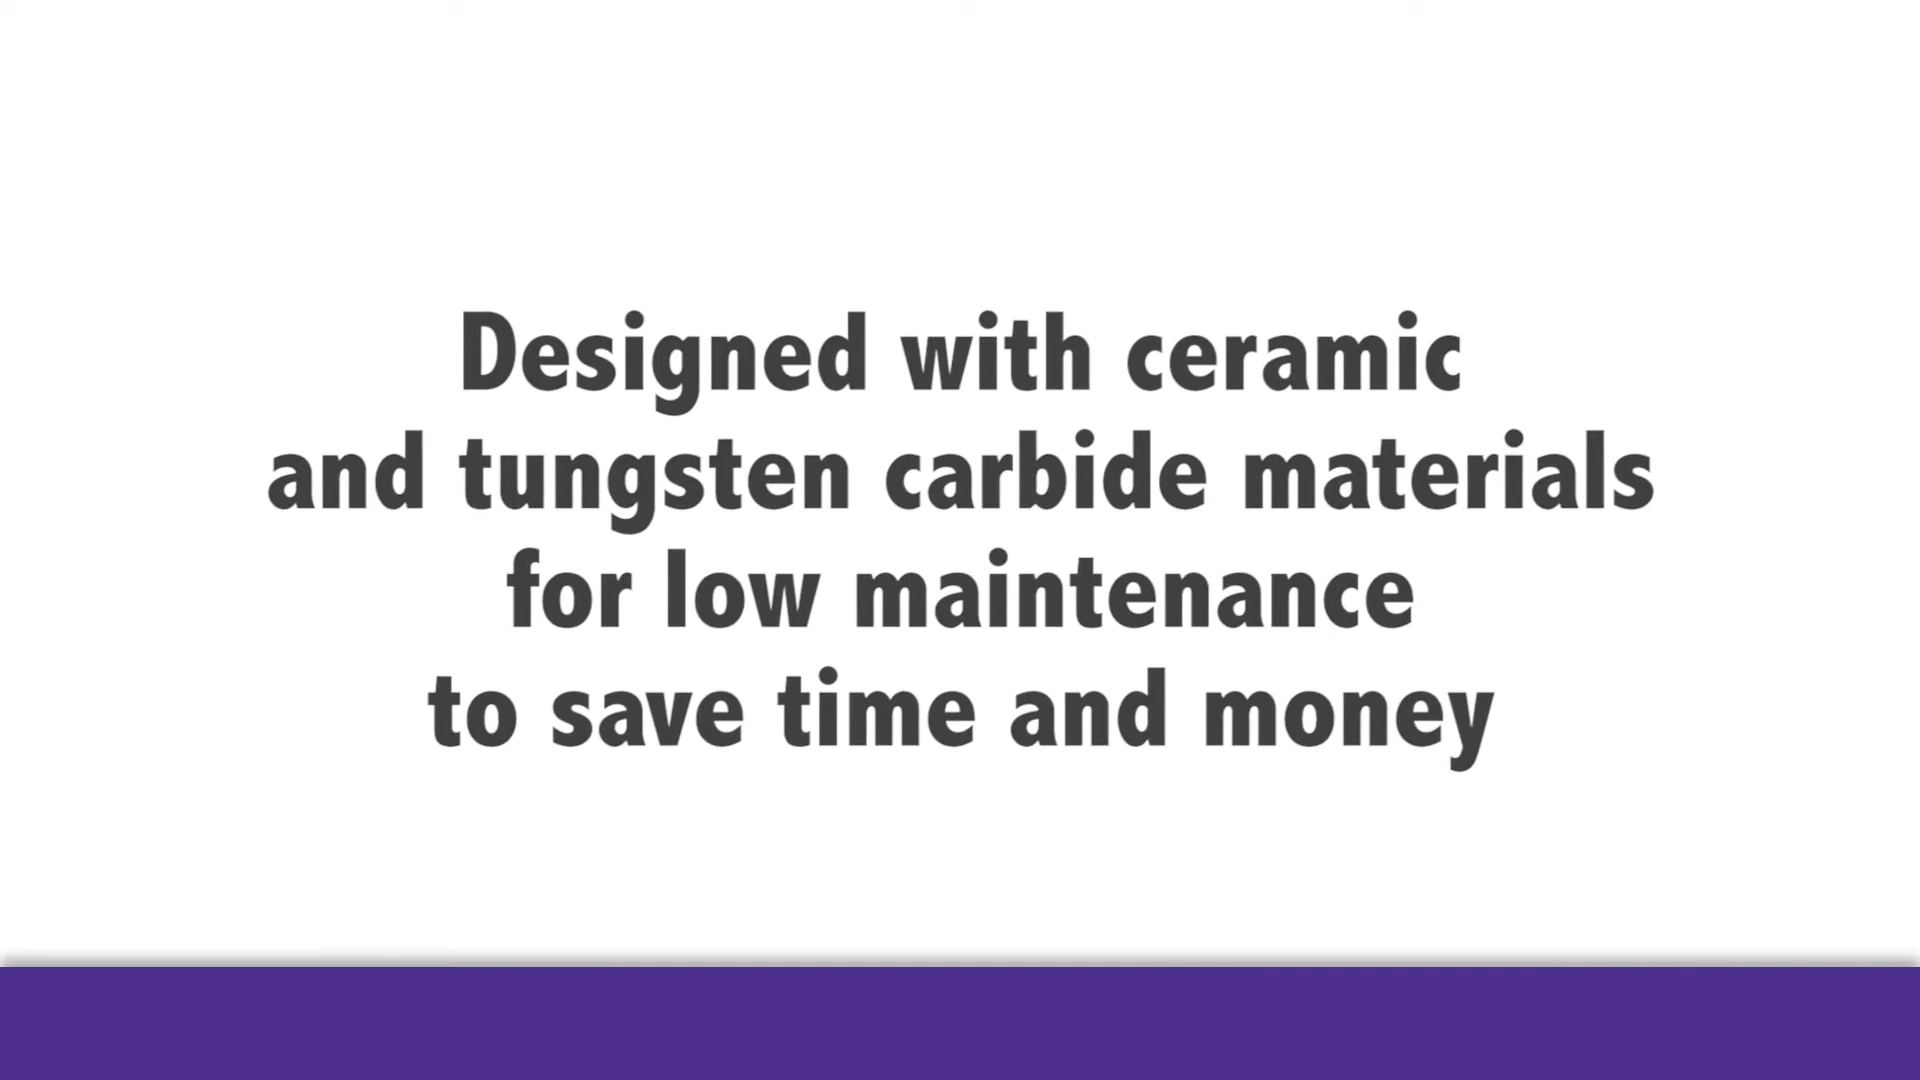 Designed with ceramic
and tungsten carbide materials
for low maintenance
to save time and money